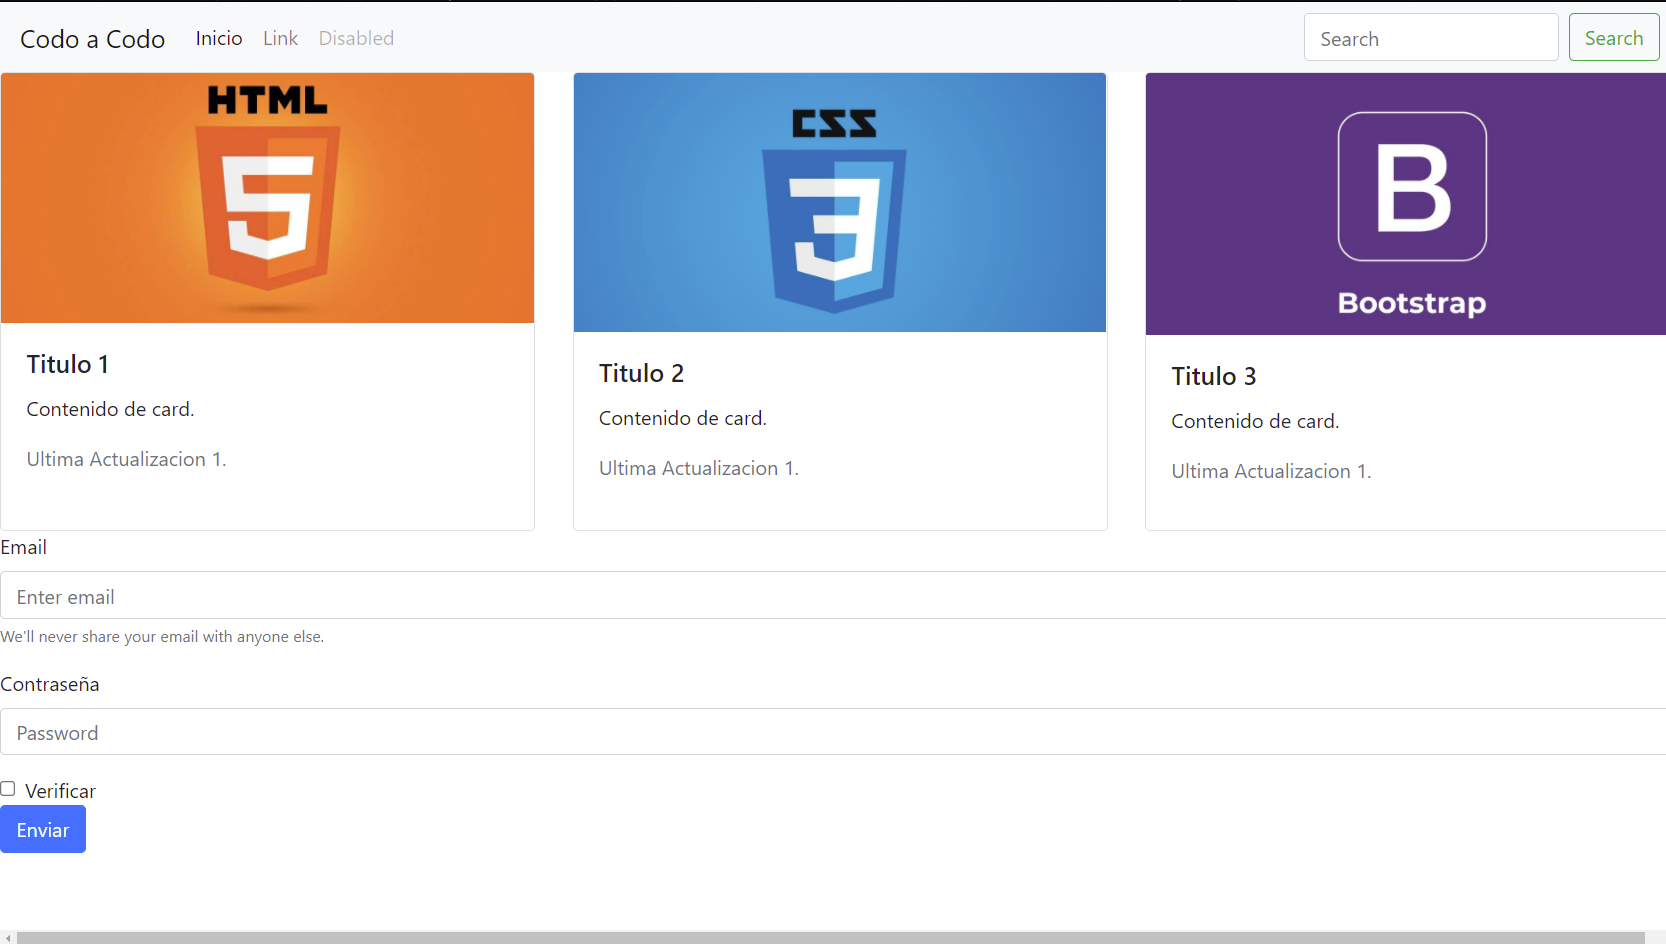 Codo a Codo Inicio Link Disabled Search Search
HTML
5
CSS
3
B
Bootstrap
Titulo 1
Contenido de card.
Ultima Actualizacion 1.
Titulo 2
Contenido de card.
Ultima Actualizacion 1.
Titulo 3
Contenido de card.
Ultima Actualizacion 1.
Email
Enter email
We'll never share your email with anyone else.
Contraseña
Password
Verificar
Enviar